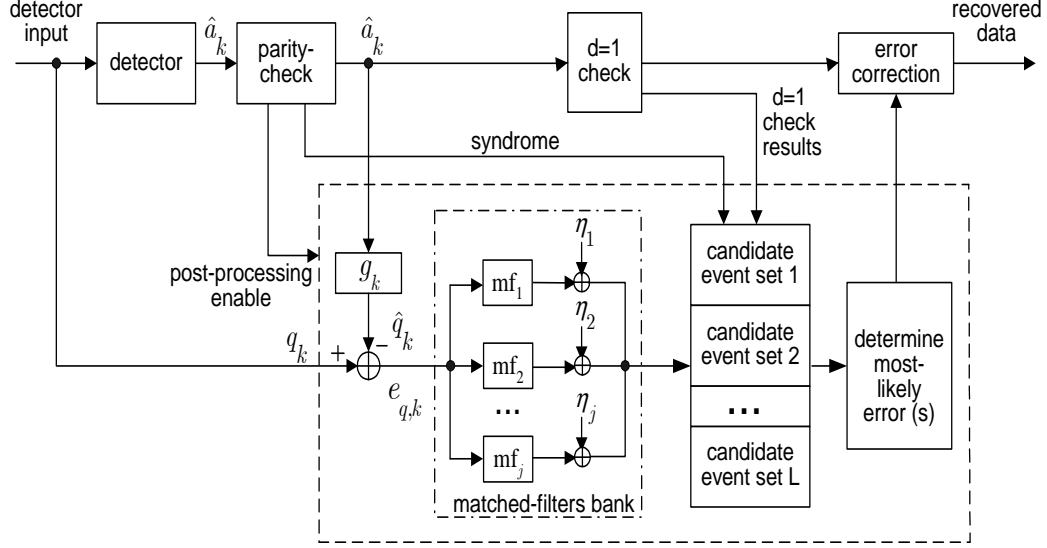 detector
input
detector
â_k
parity-
check
â_k
d=1
check
error
correction
recovered
data
d=1
check
results
syndrome
post-processing
enable
g_k
q̂_k
q_k
+
−
e_{q,k}
mf_1
η_1
mf_2
η_2
...
mf_j
η_j
matched-filters bank
candidate
event set 1
candidate
event set 2
...
candidate
event set L
determine
most-
likely
error (s)